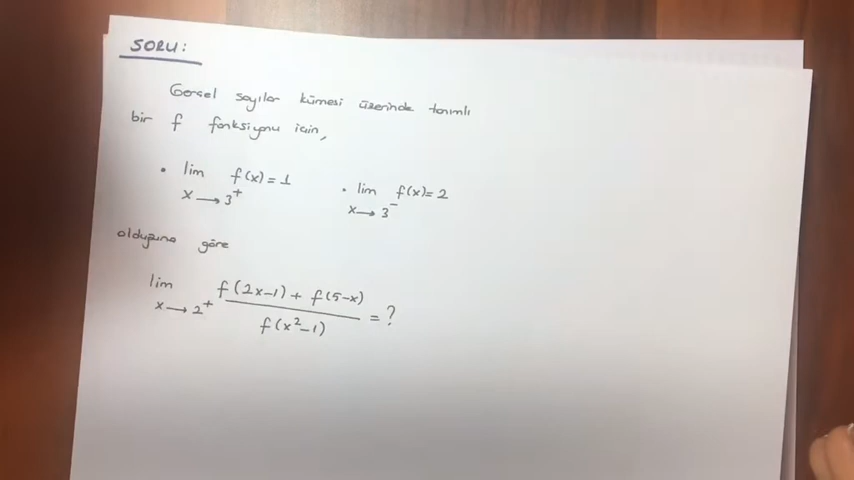 SORU:
Gerçel sayılar kümesi üzerinde tanımlı
bir f fonksiyonu için,
• lim f(x) = 1 • lim f(x) = 2
x → 3⁺ x → 3⁻
olduğuna göre
lim f(2x-1) + f(5-x)
x → 2⁺ = ?
f(x²-1)